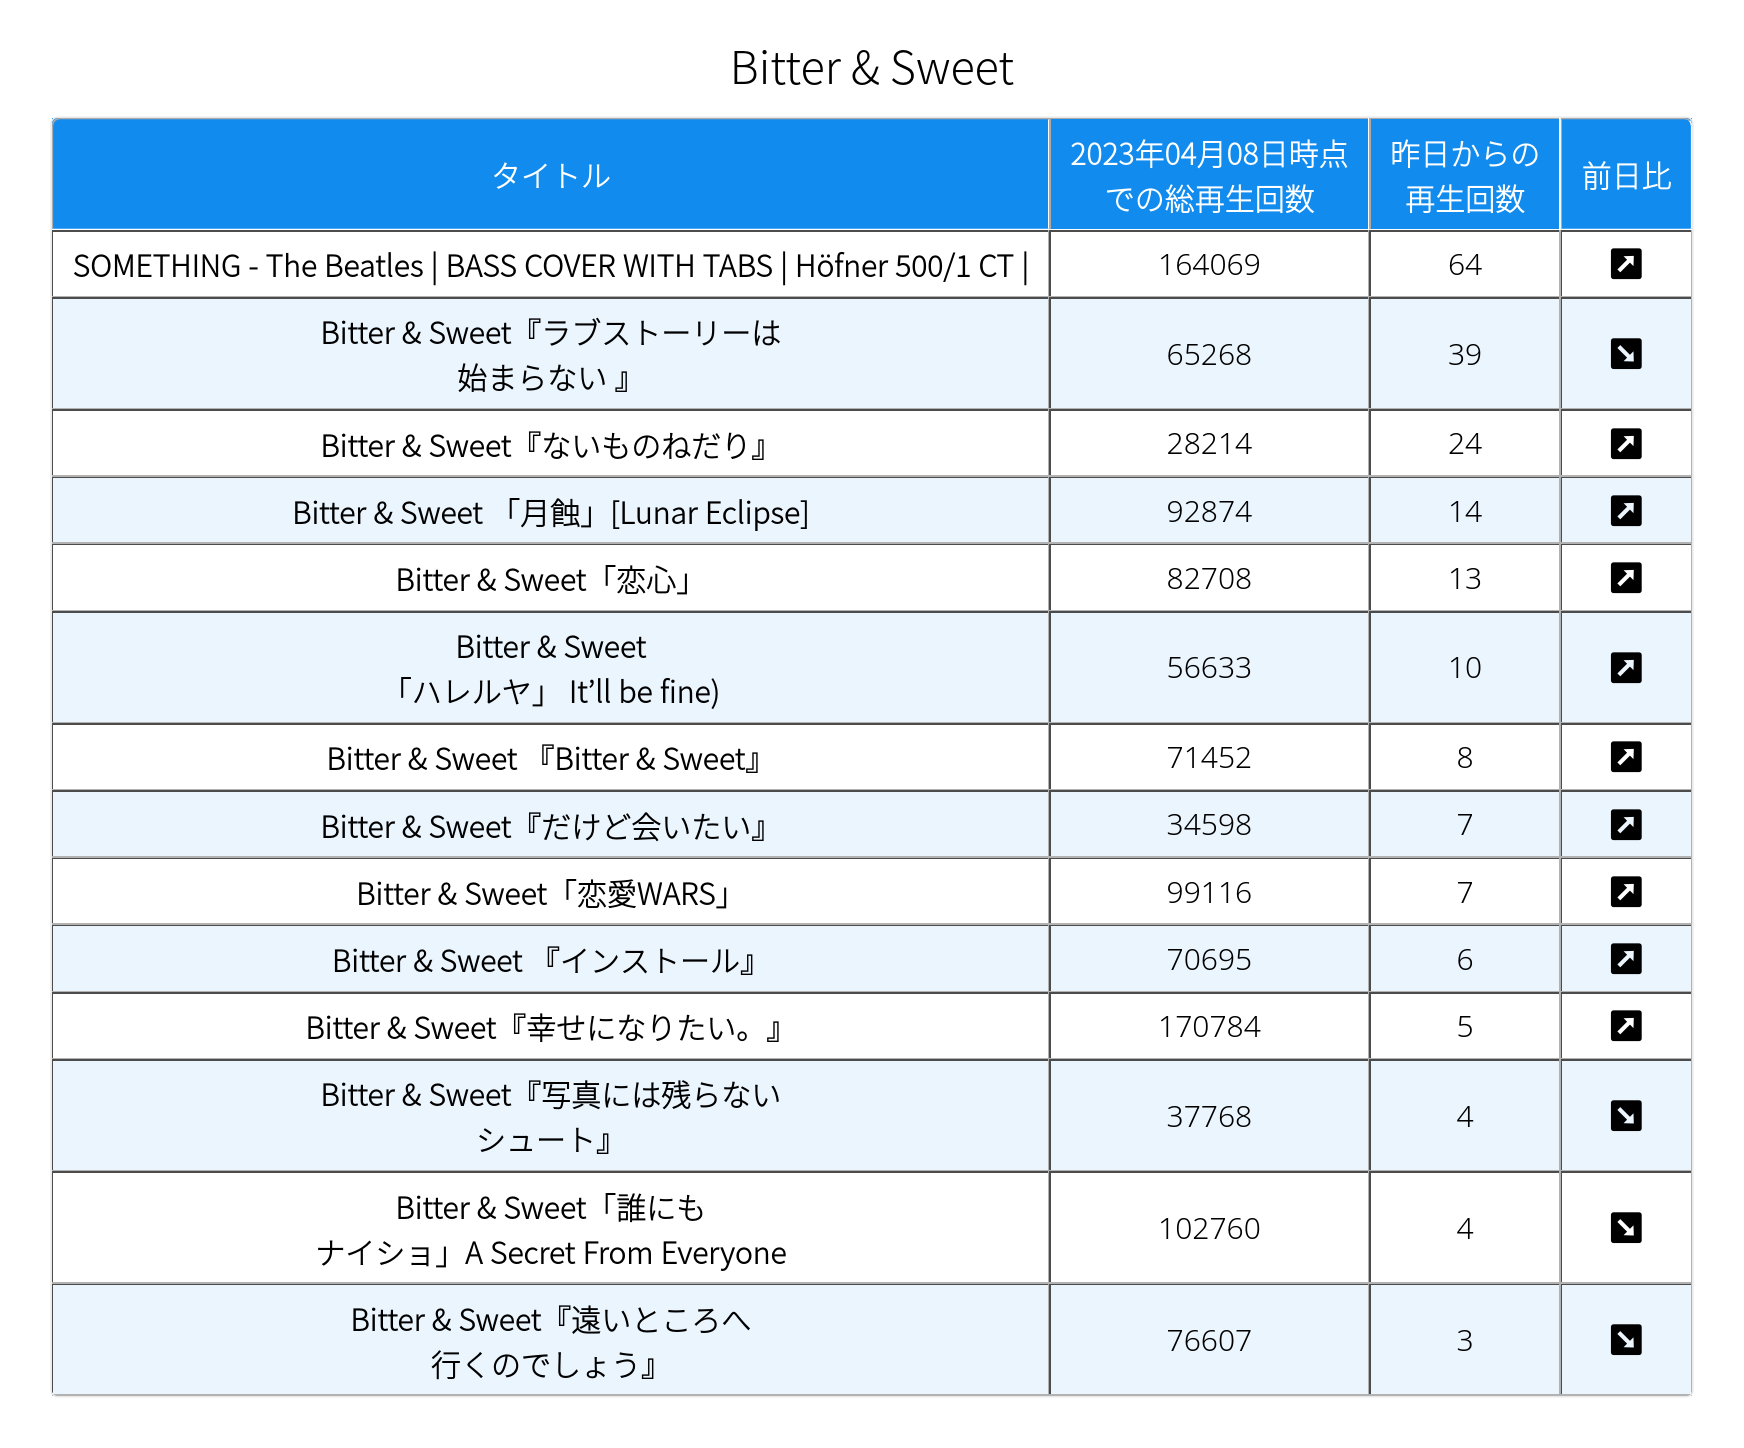 Bitter & Sweet
タイトル
2023年04月08日時点
での総再生回数
昨日からの
再生回数
前日比
SOMETHING - The Beatles | BASS COVER WITH TABS | Höfner 500/1 CT |
164069
64
Bitter & Sweet『ラブストーリーは
始まらない 』
65268
39
Bitter & Sweet『ないものねだり』
28214
24
Bitter & Sweet 「月蝕」[Lunar Eclipse]
92874
14
Bitter & Sweet「恋心」
82708
13
Bitter & Sweet
「ハレルヤ」 It’ll be fine)
56633
10
Bitter & Sweet 『Bitter & Sweet』
71452
8
Bitter & Sweet『だけど会いたい』
34598
7
Bitter & Sweet「恋愛WARS」
99116
7
Bitter & Sweet 『インストール』
70695
6
Bitter & Sweet『幸せになりたい。』
170784
5
Bitter & Sweet『写真には残らない
シュート』
37768
4
Bitter & Sweet「誰にも
ナイショ」A Secret From Everyone
102760
4
Bitter & Sweet『遠いところへ
行くのでしょう』
76607
3